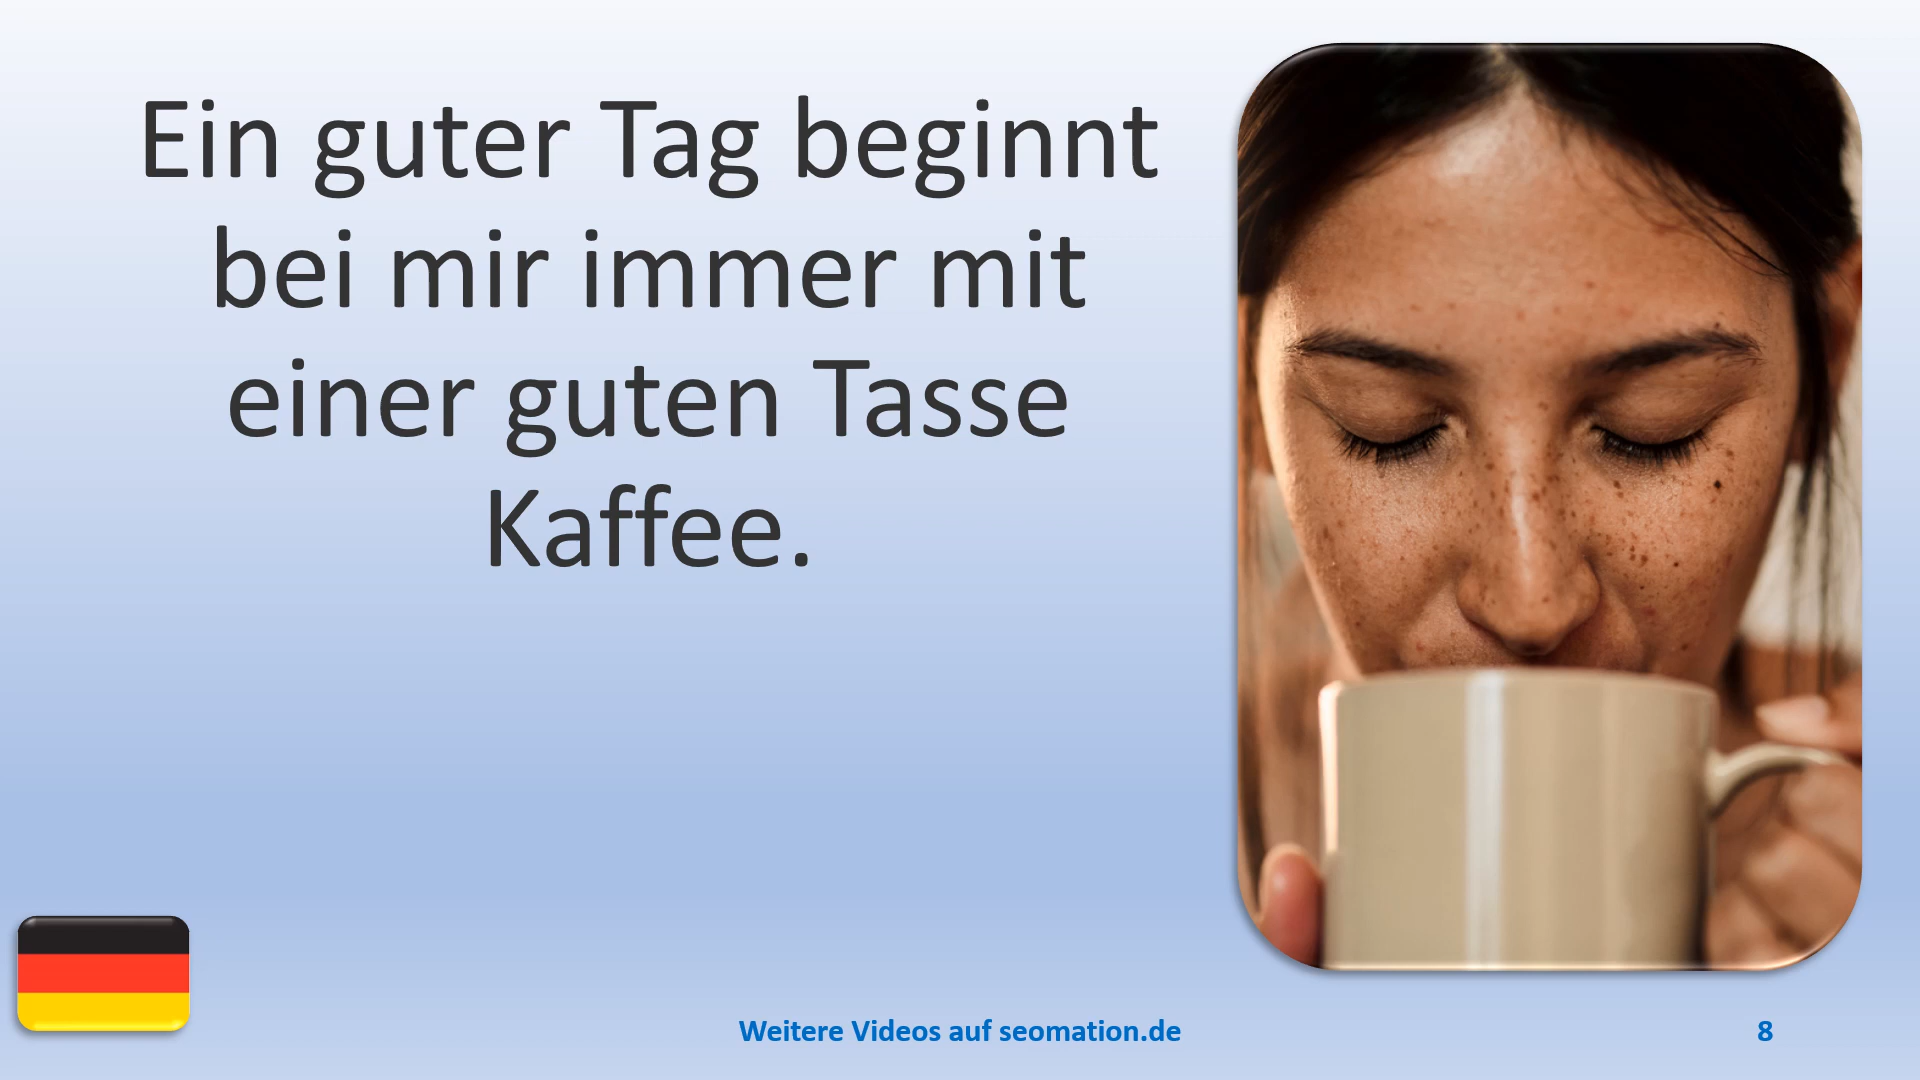 Ein guter Tag beginnt
bei mir immer mit
einer guten Tasse
Kaffee.
Weitere Videos auf seomation.de
8